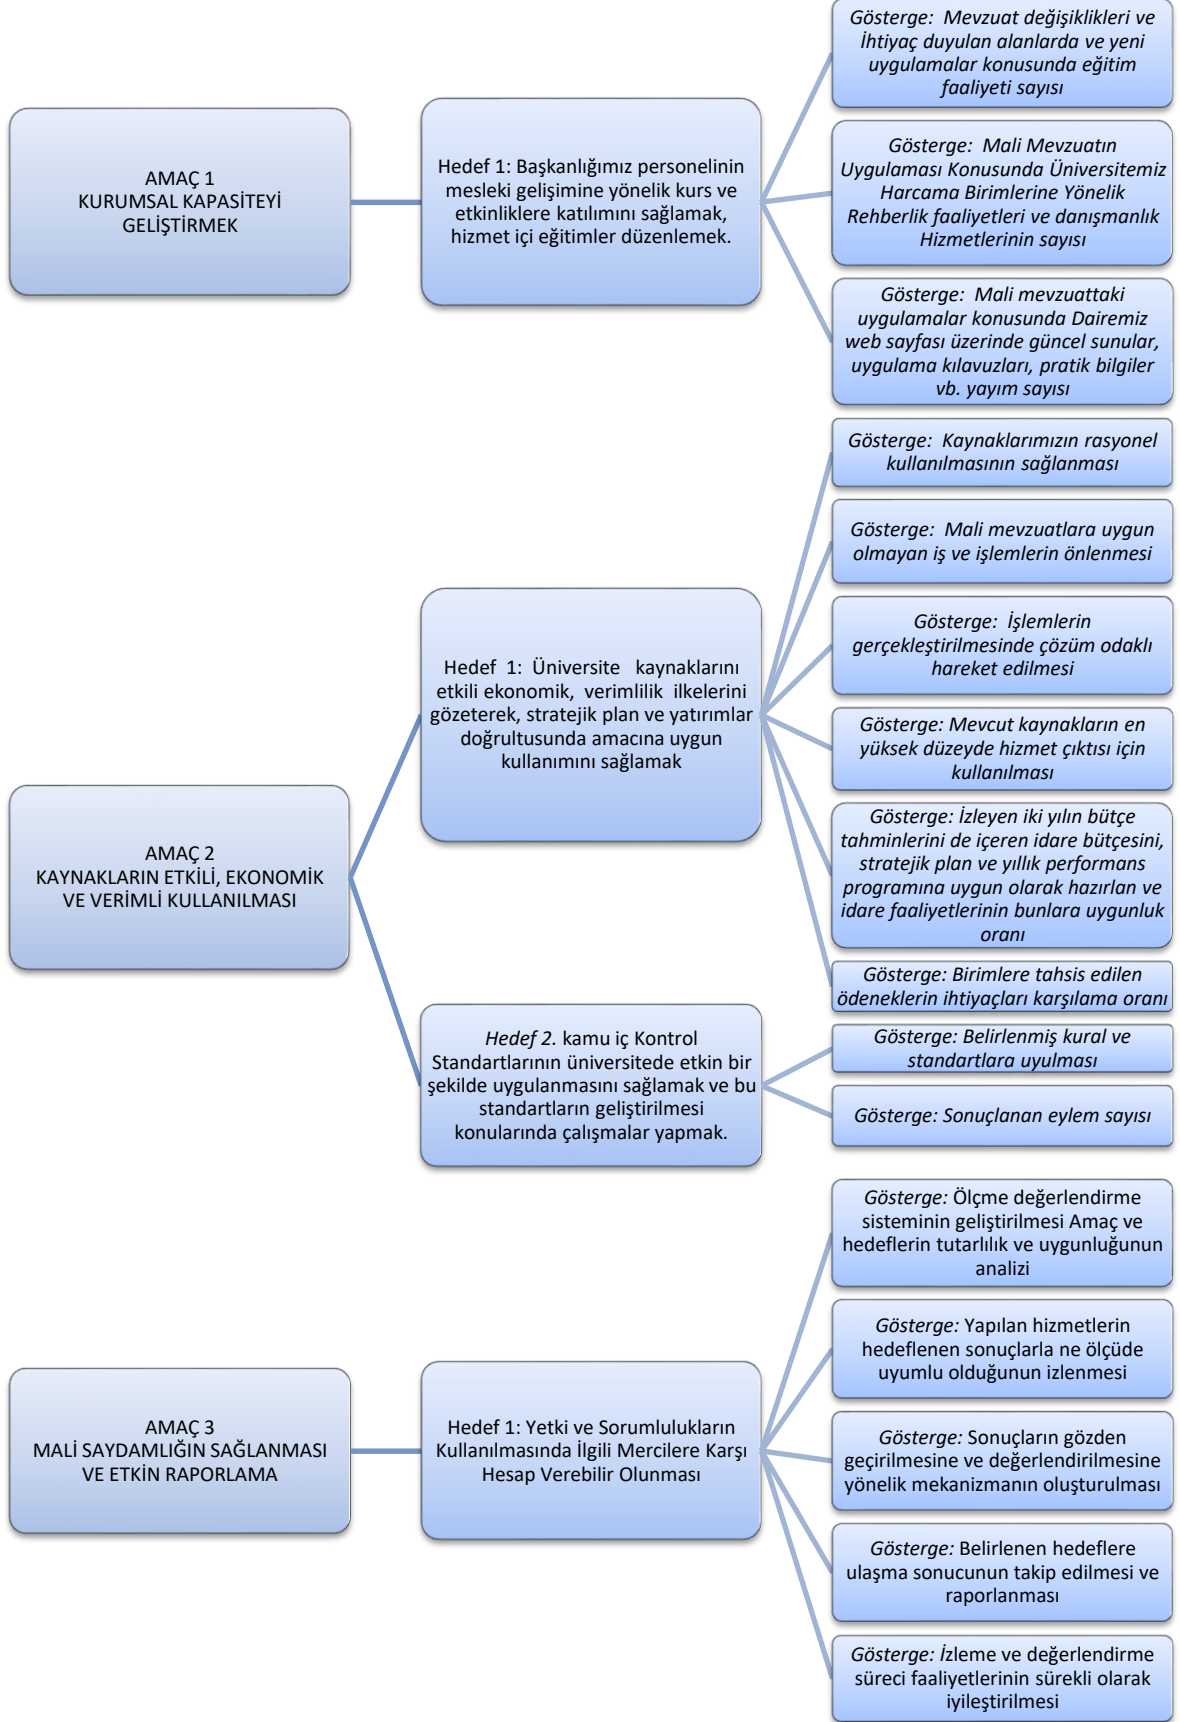 AMAÇ 1
KURUMSAL KAPASİTEYİ
GELİŞTİRMEK
Hedef 1: Başkanlığımız personelinin
mesleki gelişimine yönelik kurs ve
etkinliklere katılımını sağlamak,
hizmet içi eğitimler düzenlemek.
Gösterge: Mevzuat değişiklikleri ve
İhtiyaç duyulan alanlarda ve yeni
uygulamalar konusunda eğitim
faaliyeti sayısı
Gösterge: Mali Mevzuatın
Uygulaması Konusunda Üniversitemiz
Harcama Birimlerine Yönelik
Rehberlik faaliyetleri ve danışmanlık
Hizmetlerinin sayısı
Gösterge: Mali mevzuattaki
uygulamalar konusunda Dairemiz
web sayfası üzerinde güncel sunular,
uygulama kılavuzları, pratik bilgiler
vb. yayım sayısı
AMAÇ 2
KAYNAKLARIN ETKİLİ, EKONOMİK
VE VERİMLİ KULLANILMASI
Hedef 1: Üniversite kaynaklarını
etkili ekonomik, verimlilik ilkelerini
gözeterek, stratejik plan ve yatırımlar
doğrultusunda amacına uygun
kullanımını sağlamak
Gösterge: Kaynaklarımızın rasyonel
kullanılmasının sağlanması
Gösterge: Mali mevzuatlara uygun
olmayan iş ve işlemlerin önlenmesi
Gösterge: İşlemlerin
gerçekleştirilmesinde çözüm odaklı
hareket edilmesi
Gösterge: Mevcut kaynakların en
yüksek düzeyde hizmet çıktısı için
kullanılması
Gösterge: İzleyen iki yılın bütçe
tahminlerini de içeren idare bütçesini,
stratejik plan ve yıllık performans
programına uygun olarak hazırlan ve
idare faaliyetlerinin bunlara uygunluk
oranı
Gösterge: Birimlere tahsis edilen
ödeneklerin ihtiyaçları karşılama oranı
Hedef 2. kamu iç Kontrol
Standartlarının üniversitede etkin bir
şekilde uygulanmasını sağlamak ve bu
standartların geliştirilmesi
konularında çalışmalar yapmak.
Gösterge: Belirlenmiş kural ve
standartlara uyulması
Gösterge: Sonuçlanan eylem sayısı
AMAÇ 3
MALİ SAYDAMLIĞIN SAĞLANMASI
VE ETKİN RAPORLAMA
Hedef 1: Yetki ve Sorumlulukların
Kullanılmasında İlgili Mercilere Karşı
Hesap Verebilir Olunması
Gösterge: Ölçme değerlendirme
sisteminin geliştirilmesi Amaç ve
hedeflerin tutarlılık ve uygunluğunun
analizi
Gösterge: Yapılan hizmetlerin
hedeflenen sonuçlarla ne ölçüde
uyumlu olduğunun izlenmesi
Gösterge: Sonuçların gözden
geçirilmesine ve değerlendirilmesine
yönelik mekanizmanın oluşturulması
Gösterge: Belirlenen hedeflere
ulaşma sonucunun takip edilmesi ve
raporlanması
Gösterge: İzleme ve değerlendirme
süreci faaliyetlerinin sürekli olarak
iyileştirilmesi